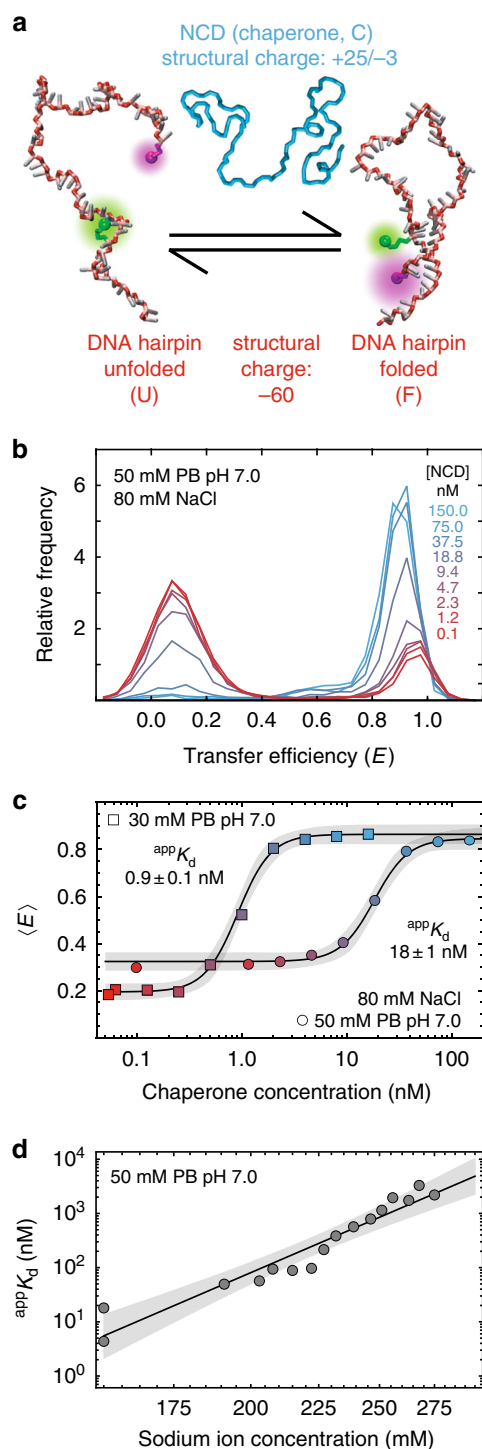 a
NCD (chaperone, C)
structural charge: +25/−3
DNA hairpin
unfolded
(U)
structural
charge:
−60
DNA hairpin
folded
(F)
b
50 mM PB pH 7.0
80 mM NaCl
[NCD]
nM
150.0
75.0
37.5
18.8
9.4
4.7
2.3
1.2
0.1
Relative frequency
6
4
2
0.0 0.2 0.4 0.6 0.8 1.0
Transfer efficiency (E)
c
30 mM PB pH 7.0
appKd
0.9 ± 0.1 nM
appKd
18 ± 1 nM
80 mM NaCl
50 mM PB pH 7.0
⟨E⟩
0.8
0.6
0.4
0.2
0.1 1.0 10 100
Chaperone concentration (nM)
d
50 mM PB pH 7.0
appKd (nM)
10⁴
10³
10²
10¹
10⁰
175 200 225 250 275
Sodium ion concentration (mM)